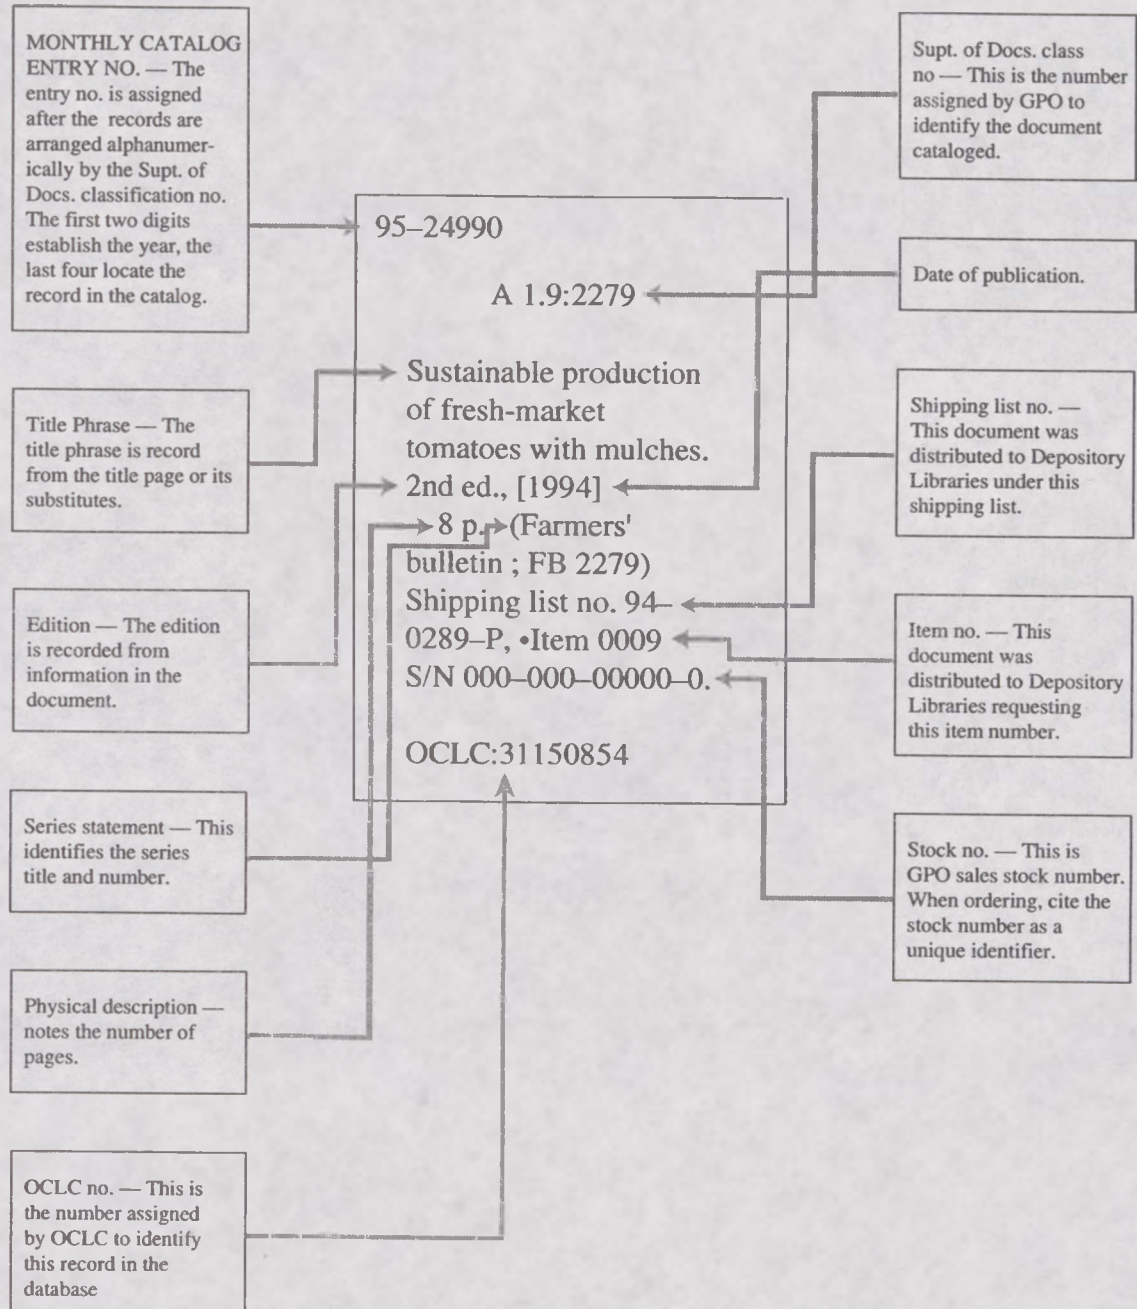 MONTHLY CATALOG
ENTRY NO. — The
entry no. is assigned
after the records are
arranged alphanumer-
ically by the Supt. of
Docs. classification no.
The first two digits
establish the year, the
last four locate the
record in the catalog.
Title Phrase — The
title phrase is record
from the title page or its
substitutes.
Edition — The edition
is recorded from
information in the
document.
Series statement — This
identifies the series
title and number.
Physical description —
notes the number of
pages.
OCLC no. — This is
the number assigned
by OCLC to identify
this record in the
database
95–24990
A 1.9:2279
Sustainable production
of fresh-market
tomatoes with mulches.
2nd ed., [1994]
8 p. (Farmers'
bulletin ; FB 2279)
Shipping list no. 94–
0289–P, •Item 0009
S/N 000–000–00000–0.
OCLC:31150854
Supt. of Docs. class
no — This is the number
assigned by GPO to
identify the document
cataloged.
Date of publication.
Shipping list no. —
This document was
distributed to Depository
Libraries under this
shipping list.
Item no. — This
document was
distributed to Depository
Libraries requesting
this item number.
Stock no. — This is
GPO sales stock number.
When ordering, cite the
stock number as a
unique identifier.